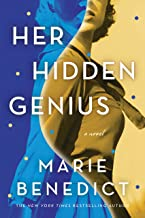 HER
HIDDEN
GENIUS
a novel
MARIE
BENEDICT
THE NEW YORK TIMES BESTSELLING AUTHOR